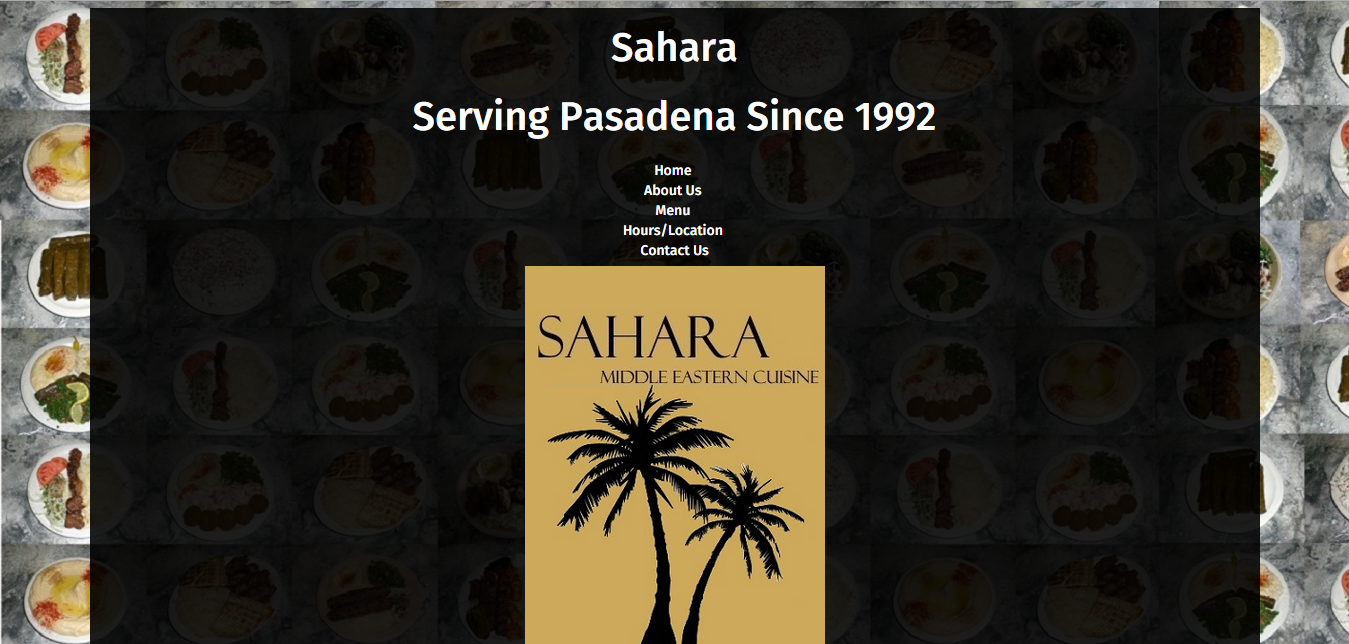 Sahara
Serving Pasadena Since 1992
Home
About Us
Menu
Hours/Location
Contact Us
SAHARA
MIDDLE EASTERN CUISINE